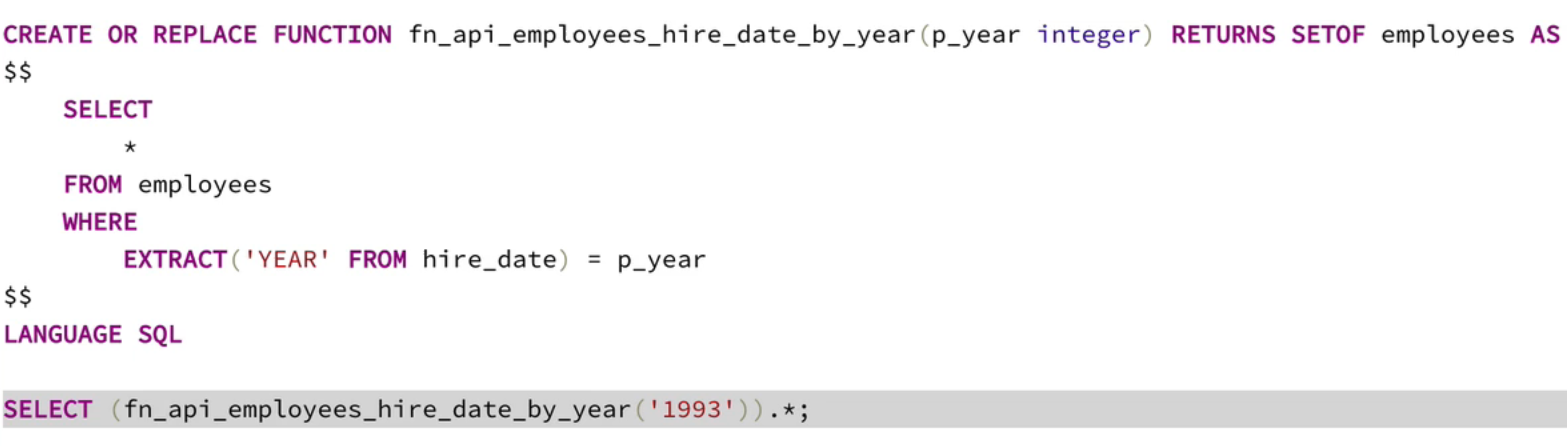 CREATE OR REPLACE FUNCTION fn_api_employees_hire_date_by_year(p_year integer) RETURNS SETOF employees AS
$$
    SELECT
        *
    FROM employees
    WHERE
        EXTRACT('YEAR' FROM hire_date) = p_year
$$
LANGUAGE SQL

SELECT (fn_api_employees_hire_date_by_year('1993')).*;